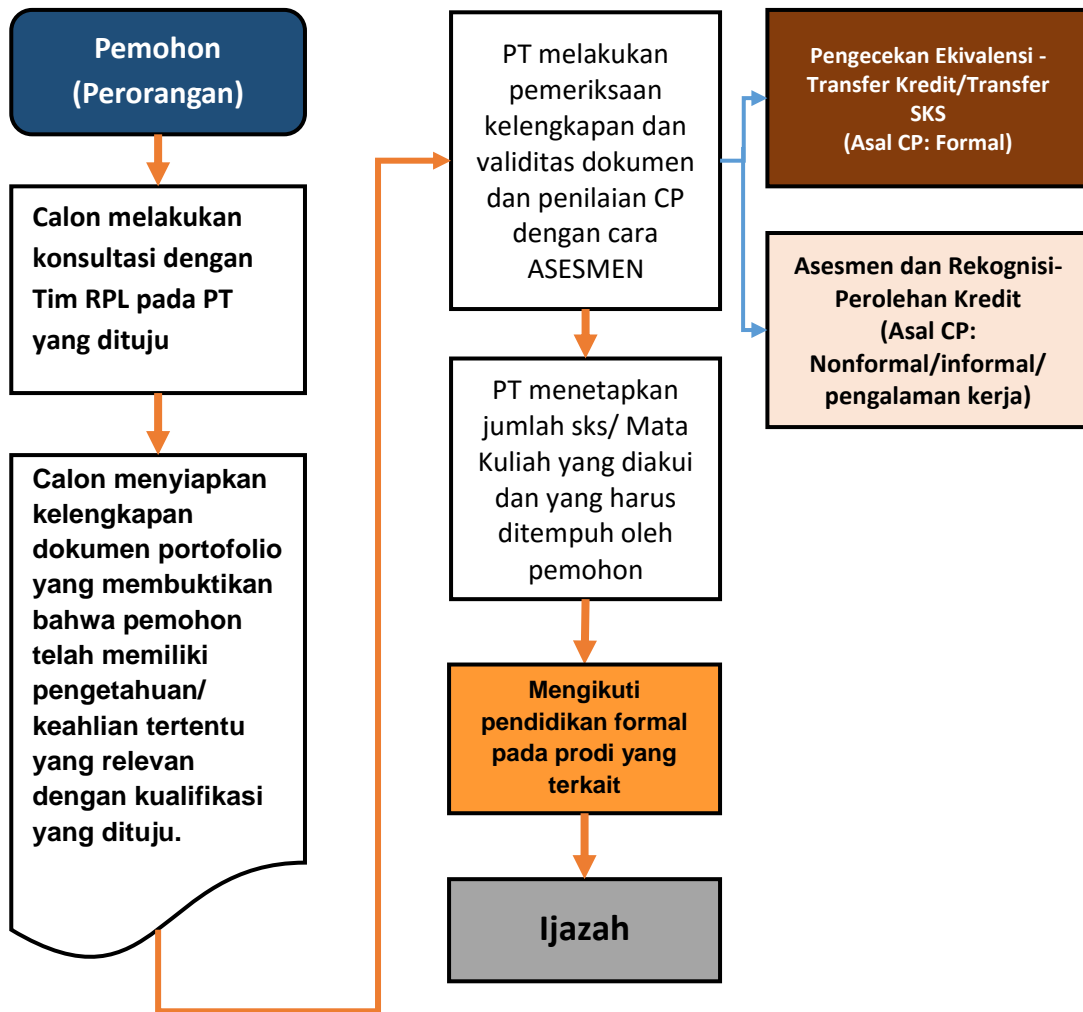 Pemohon
(Perorangan)
Calon melakukan
konsultasi dengan
Tim RPL pada PT
yang dituju
Calon menyiapkan
kelengkapan
dokumen portofolio
yang membuktikan
bahwa pemohon
telah memiliki
pengetahuan/
keahlian tertentu
yang relevan
dengan kualifikasi
yang dituju.
PT melakukan
pemeriksaan
kelengkapan dan
validitas dokumen
dan penilaian CP
dengan cara
ASESMEN
Pengecekan Ekivalensi -
Transfer Kredit/Transfer
SKS
(Asal CP: Formal)
Asesmen dan Rekognisi-
Perolehan Kredit
(Asal CP:
Nonformal/informal/
pengalaman kerja)
PT menetapkan
jumlah sks/ Mata
Kuliah yang diakui
dan yang harus
ditempuh oleh
pemohon
Mengikuti
pendidikan formal
pada prodi yang
terkait
Ijazah